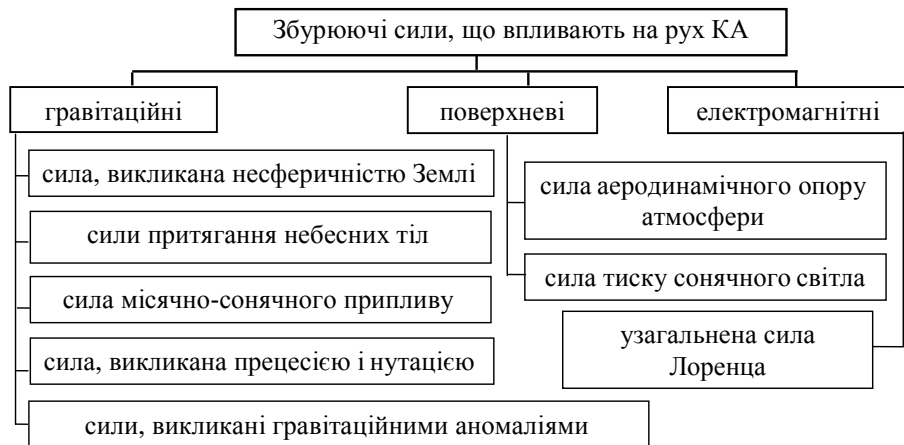 Збурюючі сили, що впливають на рух КА
гравітаційні
поверхневі
електромагнітні
сила, викликана несферичністю Землі
сили притягання небесних тіл
сила місячно-сонячного припливу
сила, викликана прецесією і нутацією
сили, викликані гравітаційними аномаліями
сила аеродинамічного опору
атмосфери
сила тиску сонячного світла
узагальнена сила
Лоренца